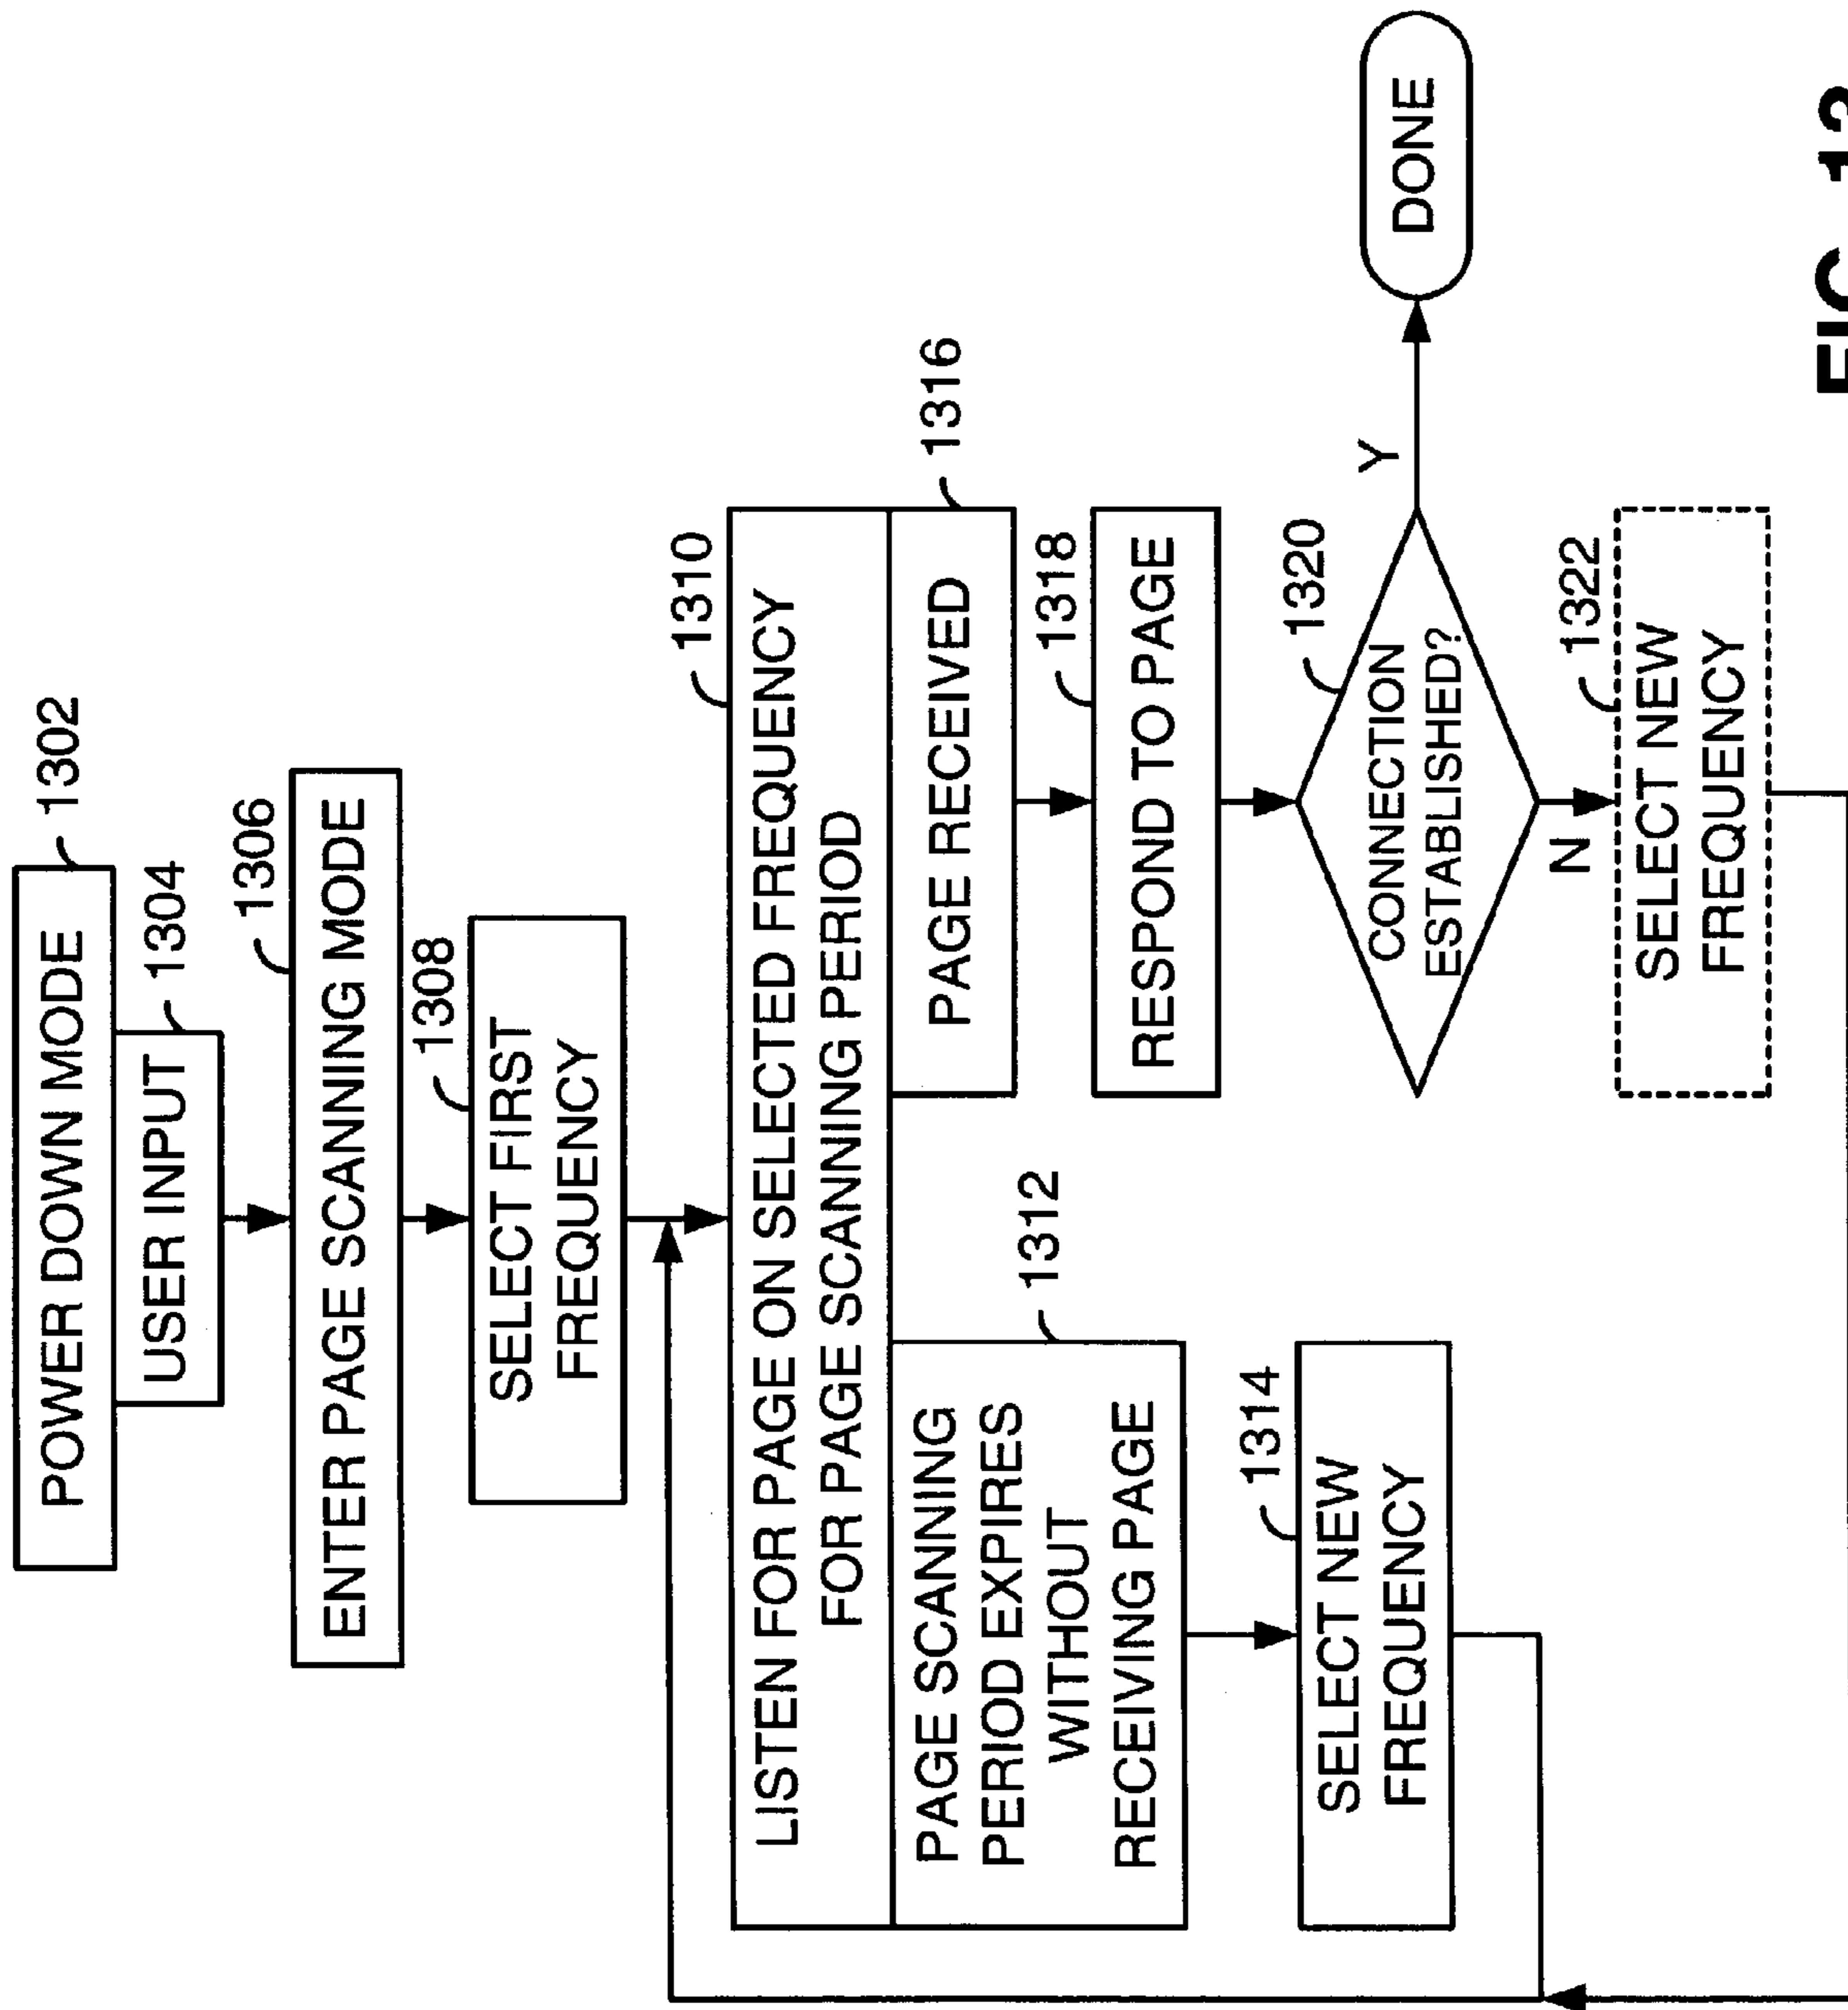 POWER DOWN MODE
1302
USER INPUT
1304
1306
ENTER PAGE SCANNING MODE
1308
SELECT FIRST
FREQUENCY
1310
LISTEN FOR PAGE ON SELECTED FREQUENCY
FOR PAGE SCANNING PERIOD
1312
PAGE SCANNING
PERIOD EXPIRES
WITHOUT
RECEIVING PAGE
1314
SELECT NEW
FREQUENCY
1316
PAGE RECEIVED
1318
RESPOND TO PAGE
1320
CONNECTION
ESTABLISHED?
Y
DONE
N
1322
SELECT NEW
FREQUENCY